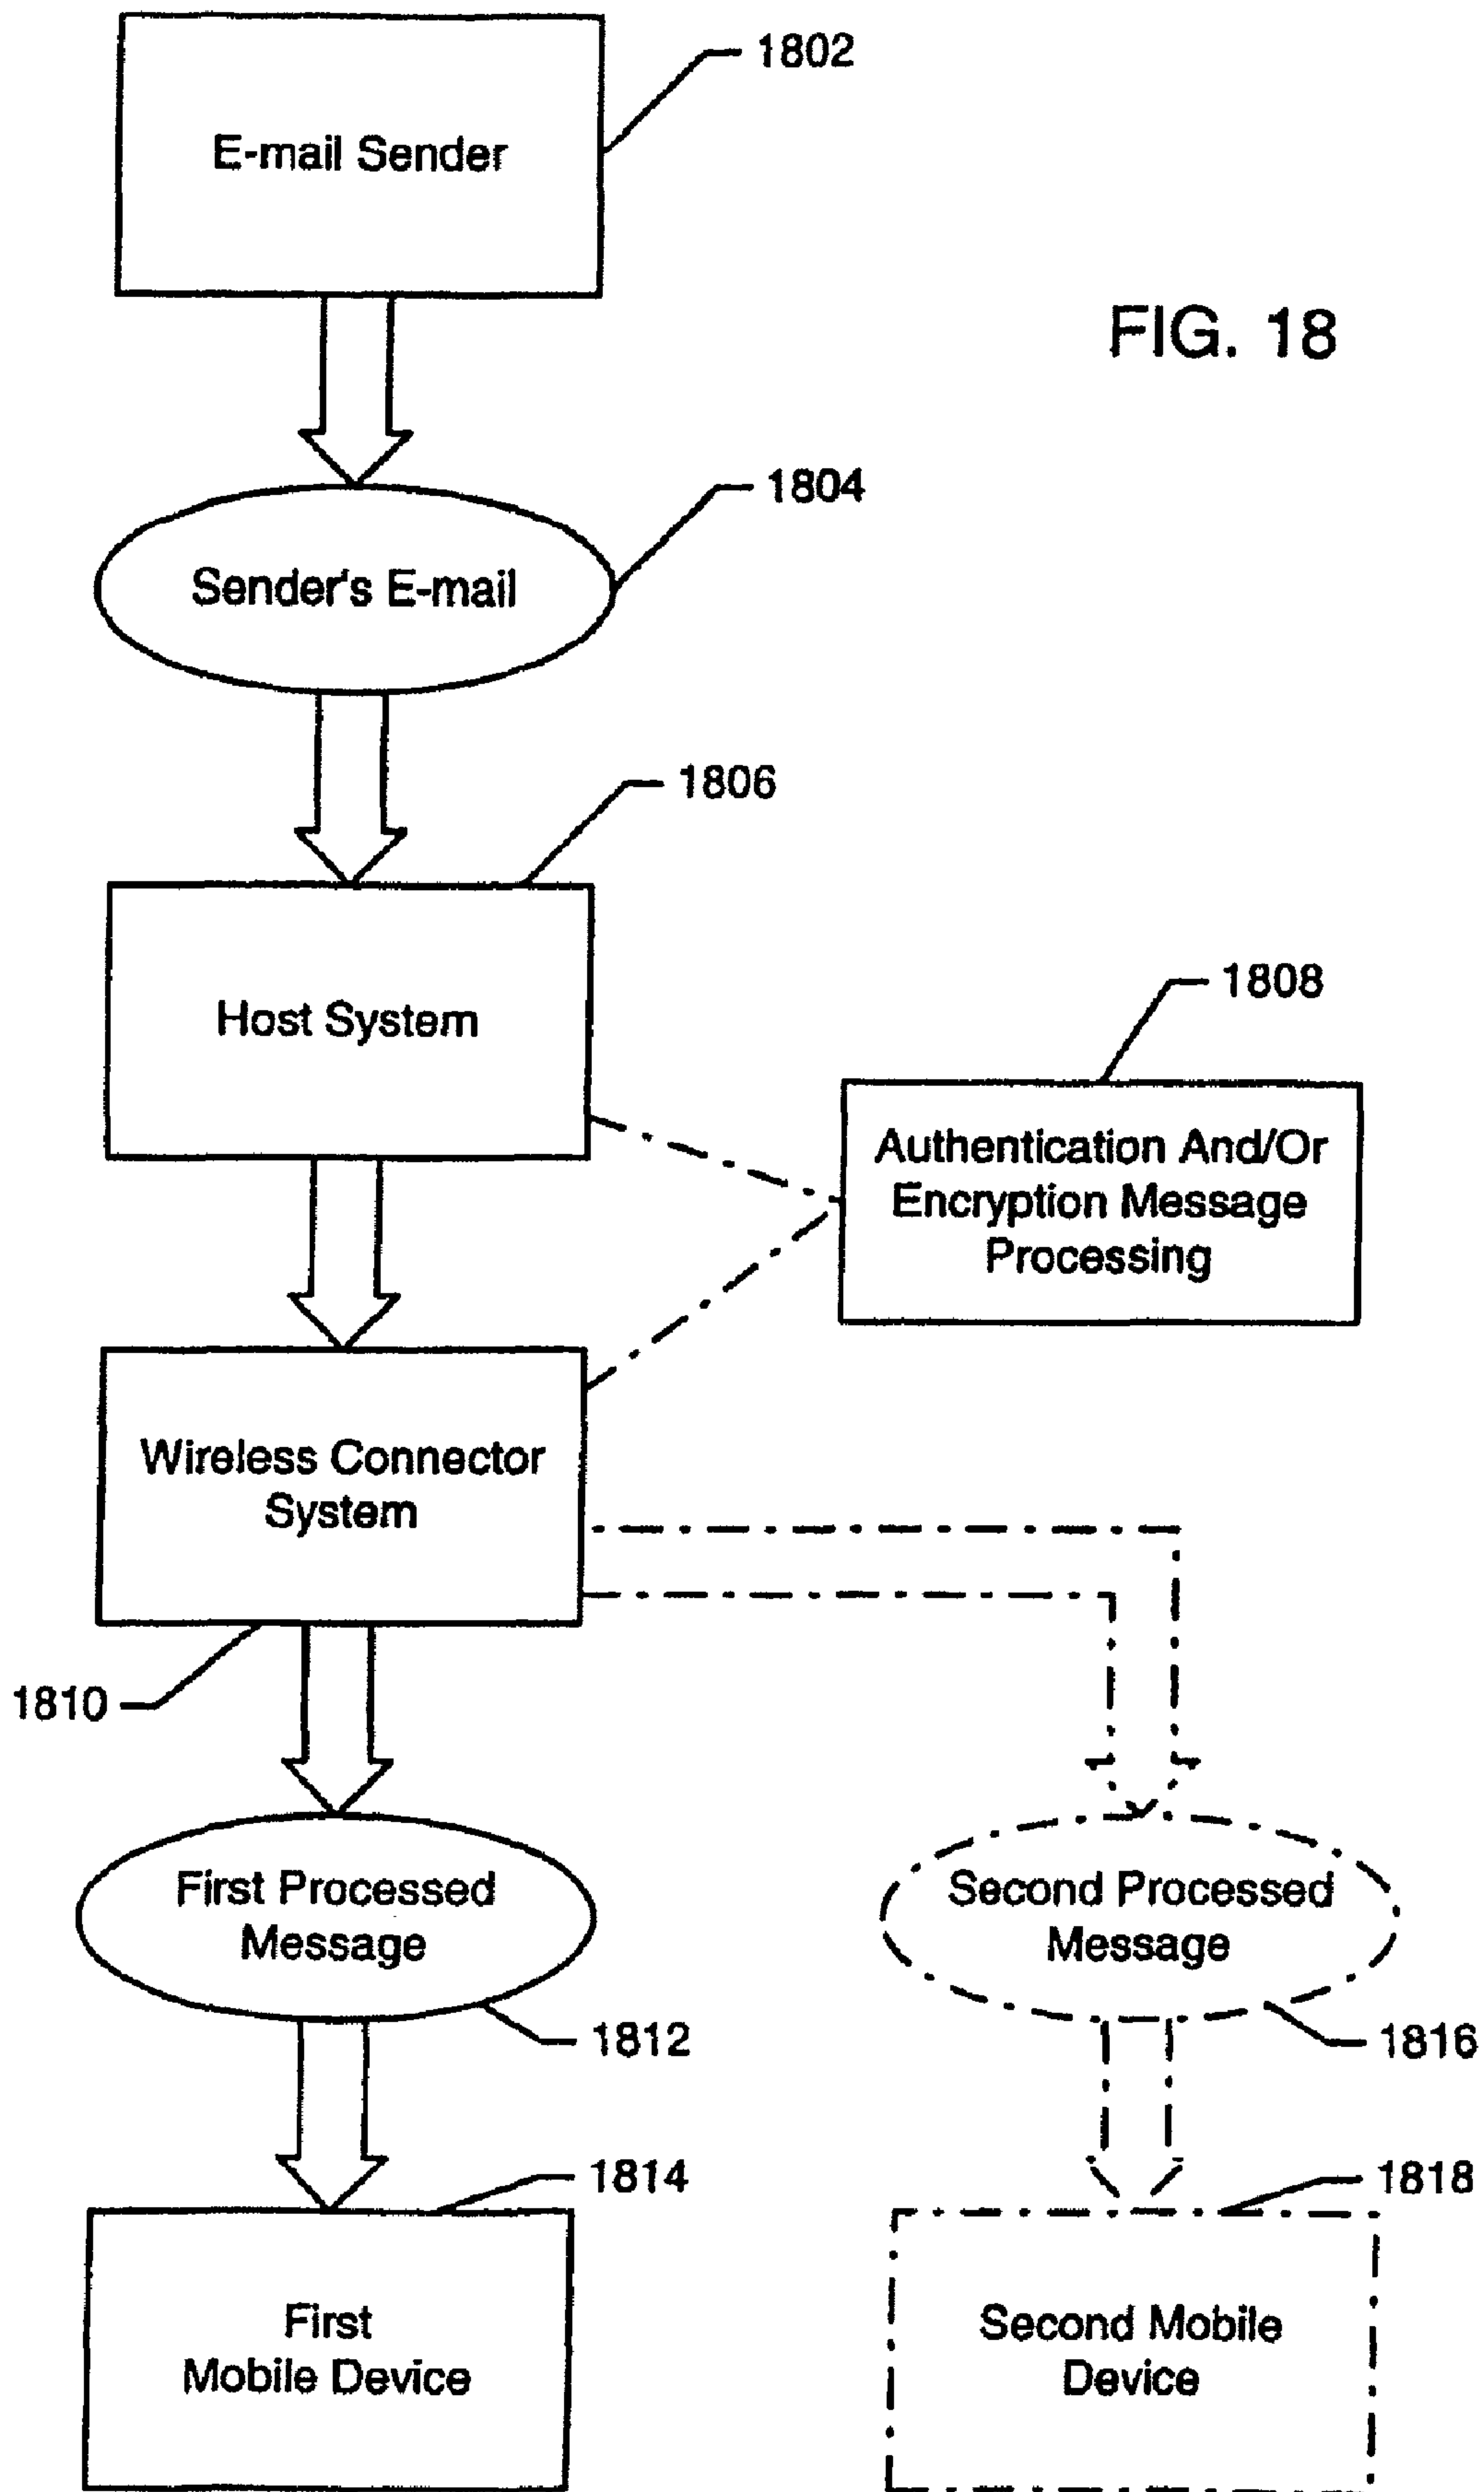 1802
E-mail Sender
FIG. 18
1804
Sender's E-mail
1806
Host System
1808
Authentication And/Or
Encryption Message
Processing
Wireless Connector
System
1810
First Processed
Message
1812
Second Processed
Message
1816
1814
First
Mobile Device
1818
Second Mobile
Device